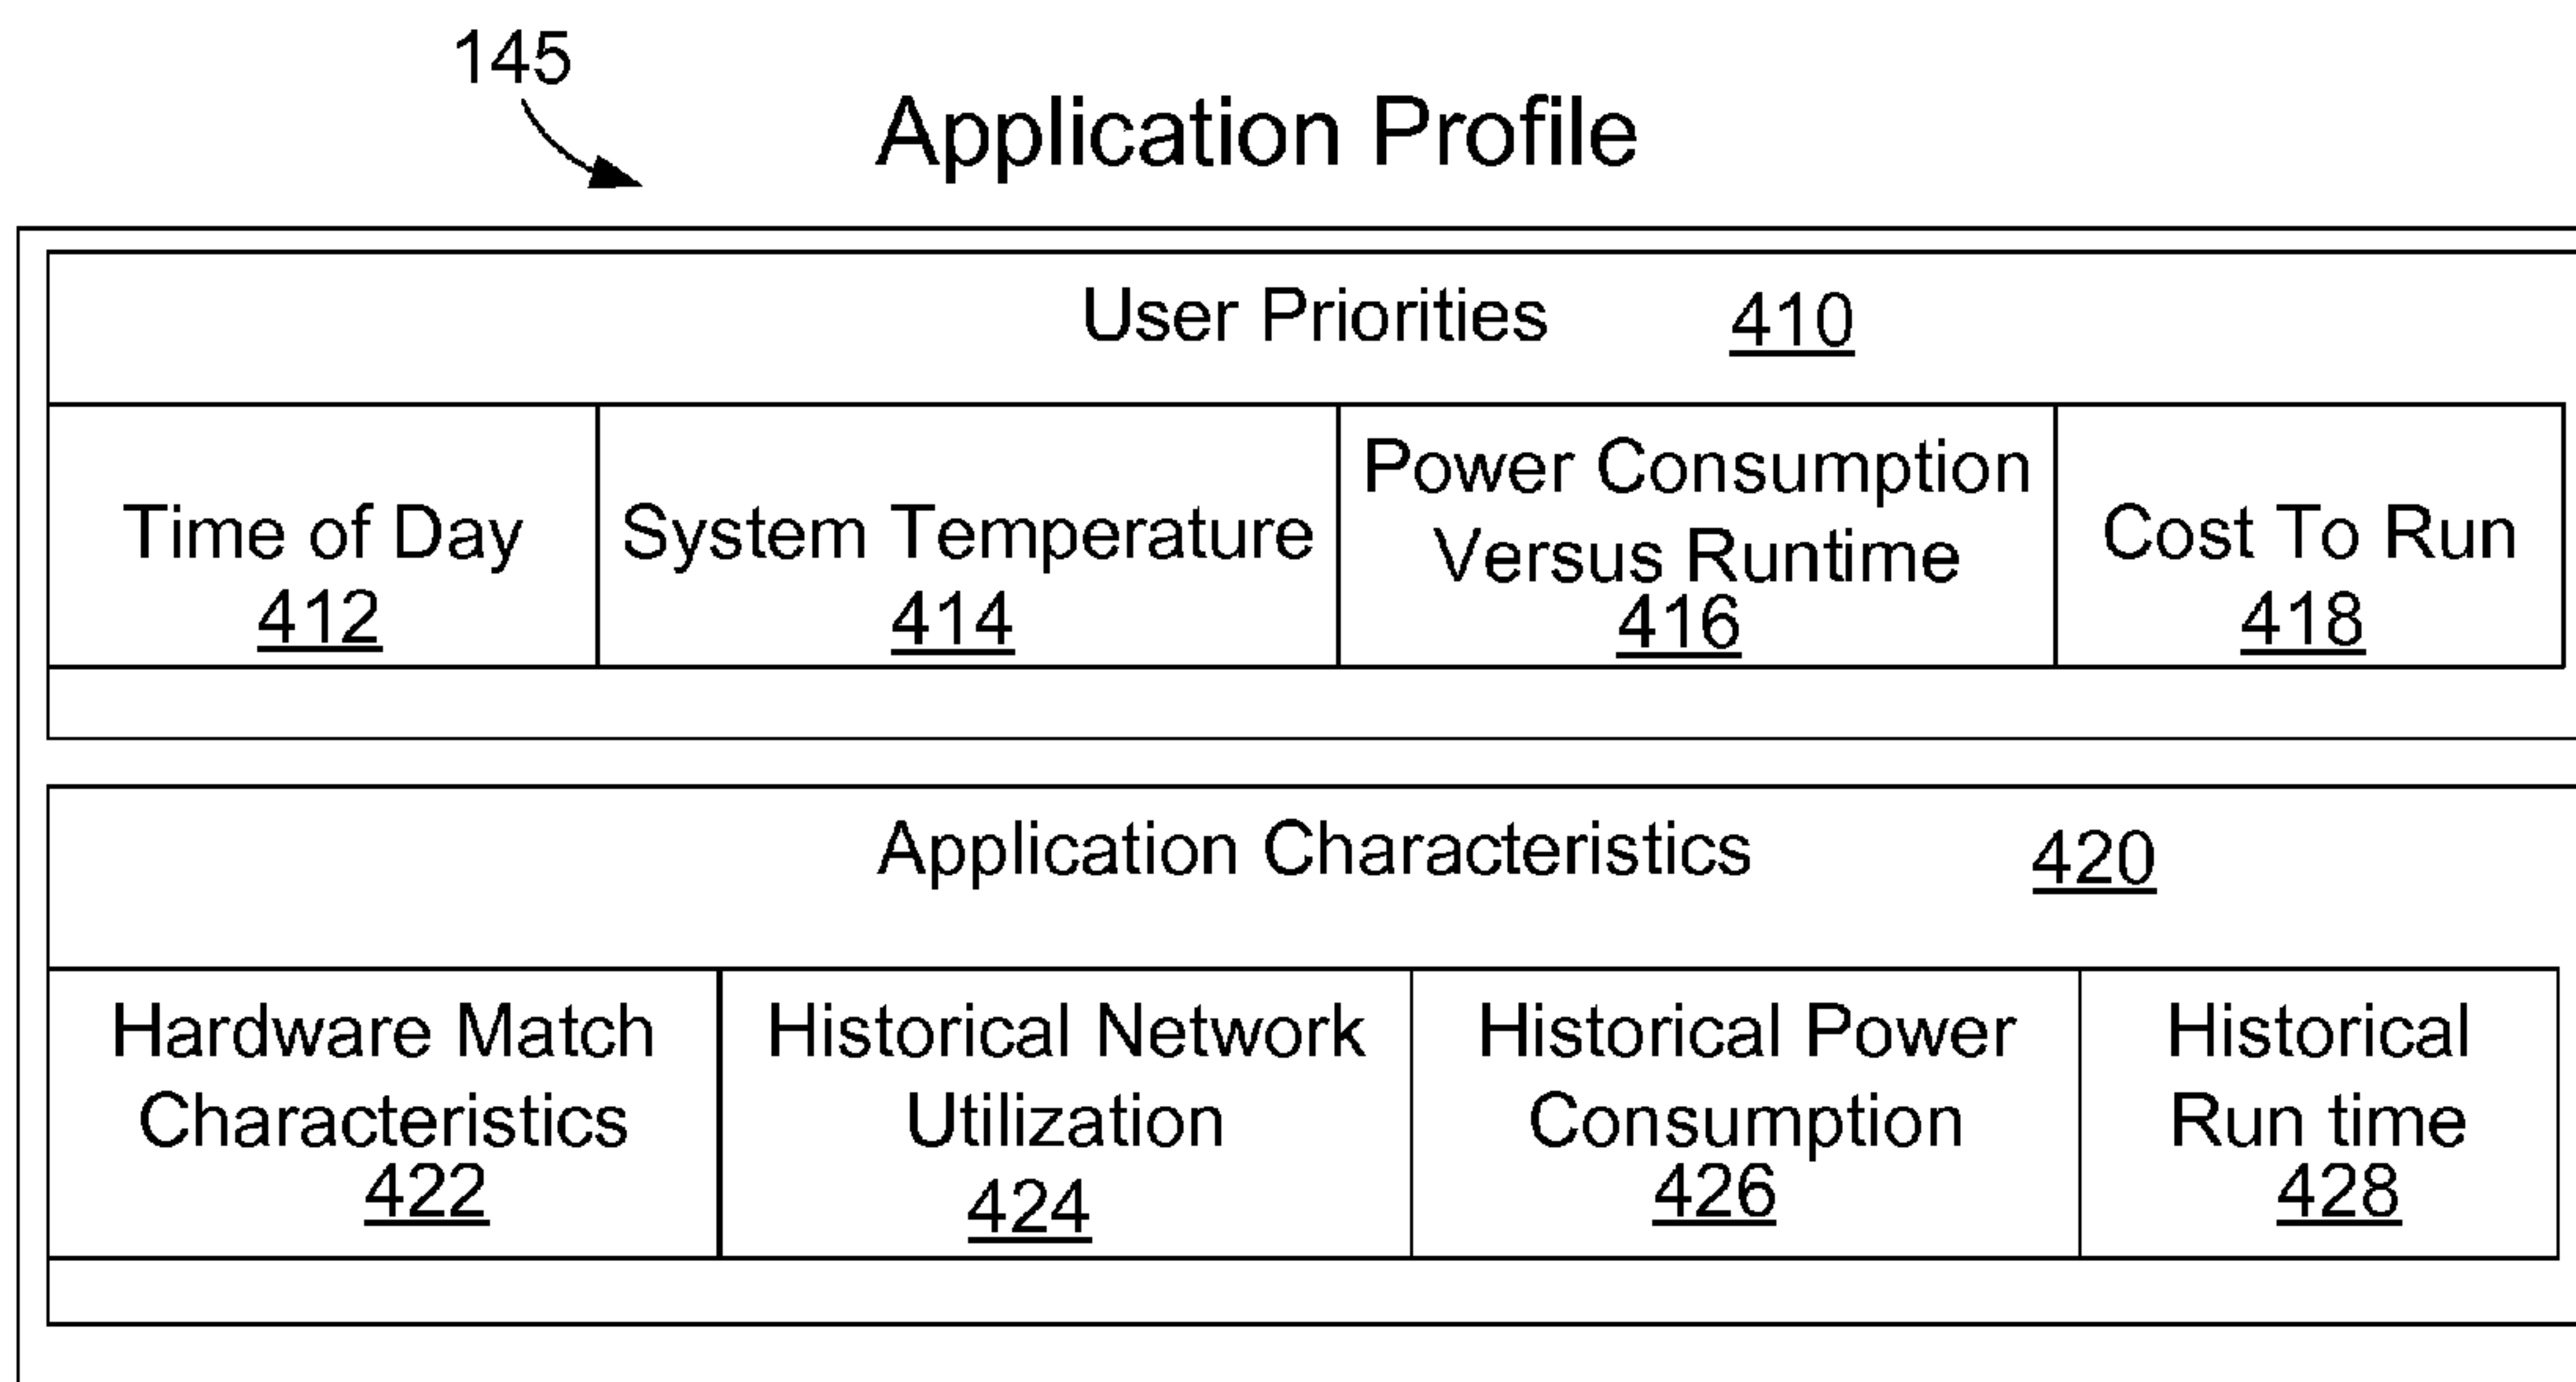 145
Application Profile
User Priorities 410
Time of Day
412
System Temperature
414
Power Consumption
Versus Runtime
416
Cost To Run
418
Application Characteristics 420
Hardware Match
Characteristics
422
Historical Network
Utilization
424
Historical Power
Consumption
426
Historical
Run time
428